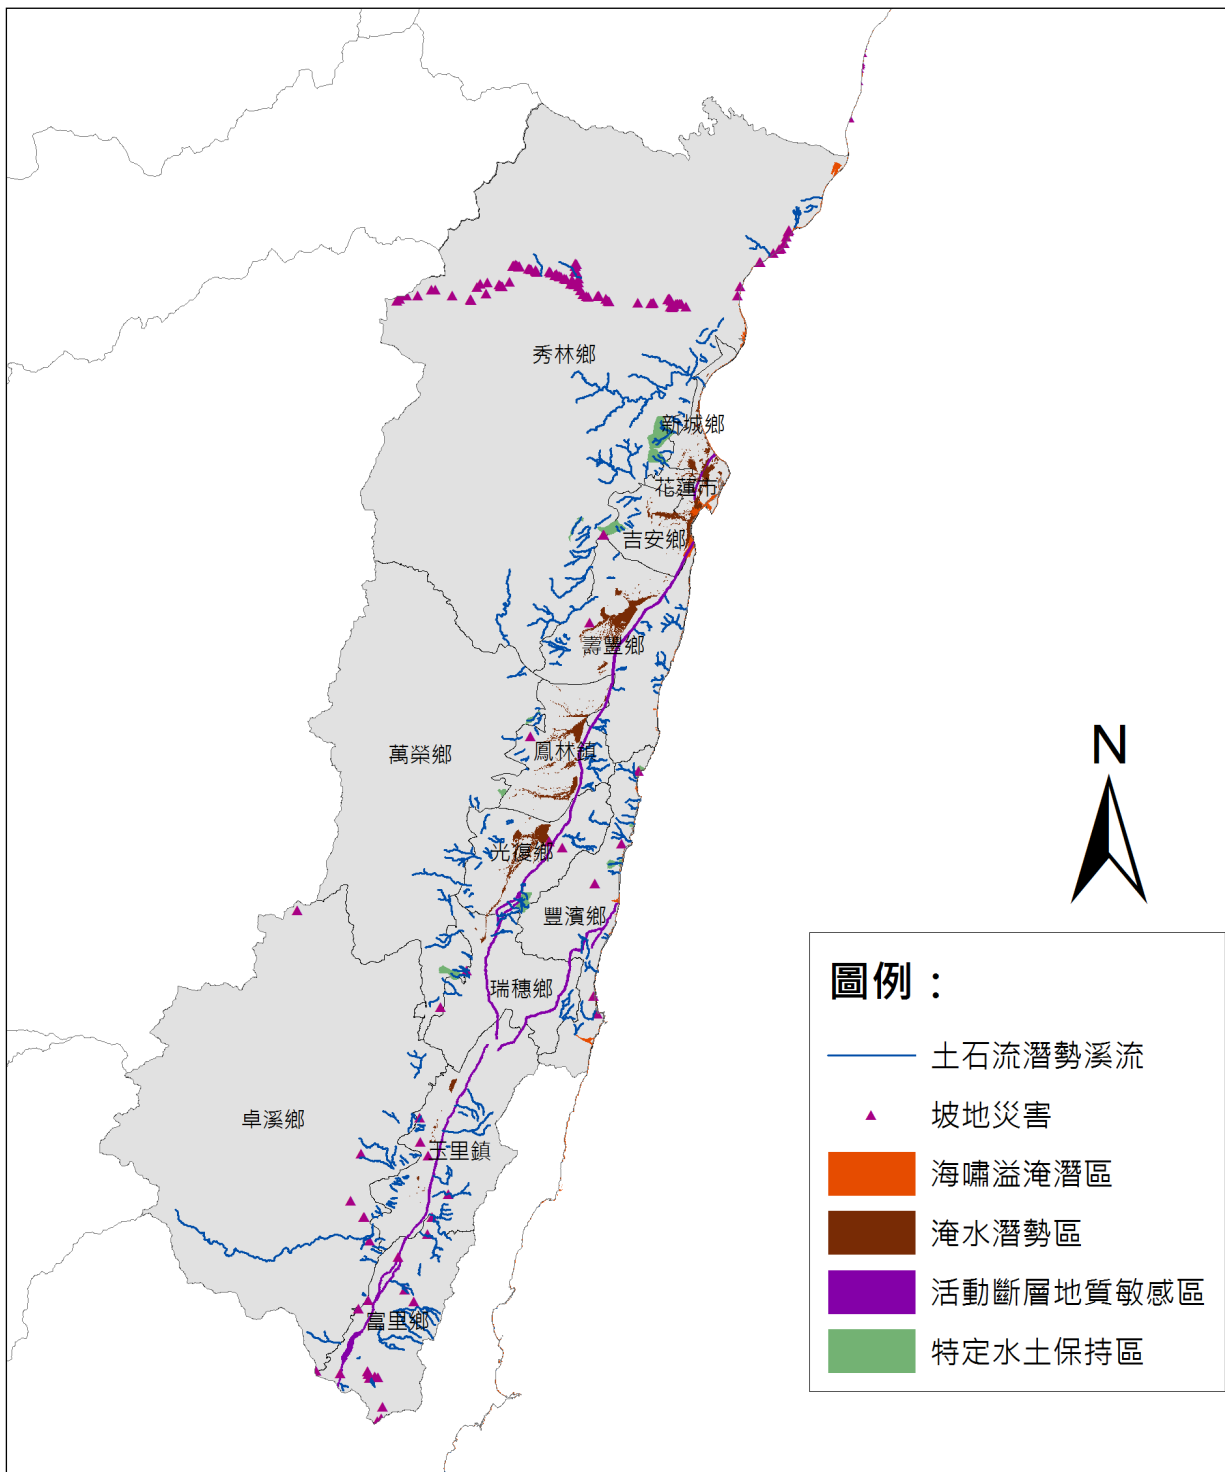 秀林鄉
新城鄉
花蓮市
吉安鄉
壽豐鄉
鳳林鎮
萬榮鄉
光復鄉
豐濱鄉
瑞穗鄉
卓溪鄉
玉里鎮
富里鄉
N
圖例：
土石流潛勢溪流
坡地災害
海嘯溢淹潛區
淹水潛勢區
活動斷層地質敏感區
特定水土保持區